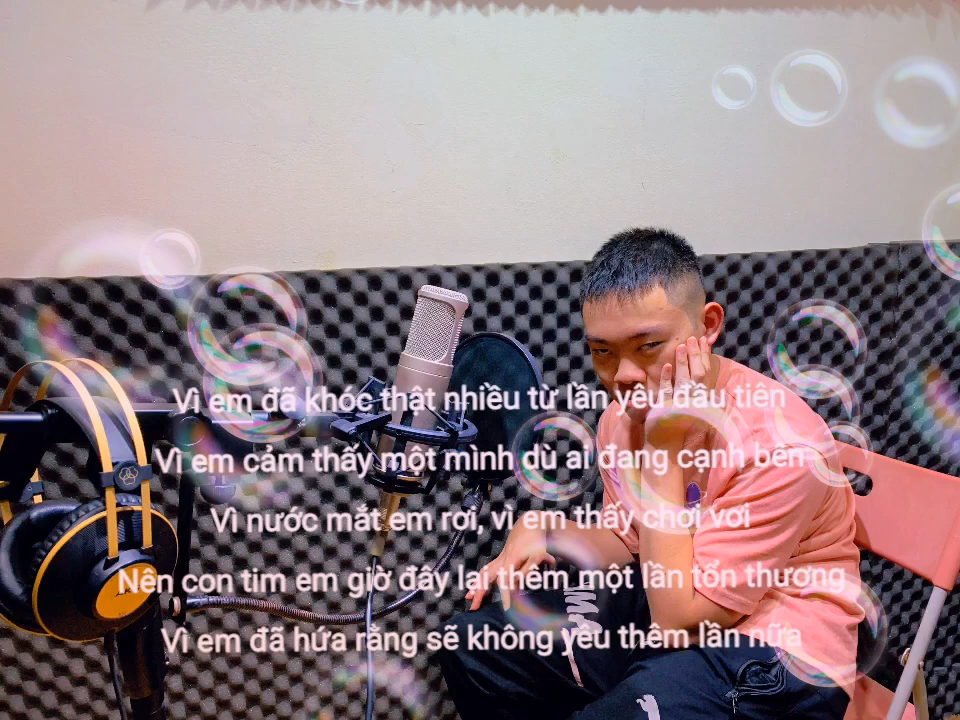 Vì em đã khóc thật nhiều từ lần yêu đầu tiên
Vì em cảm thấy một mình dù ai đang cạnh bên
Vì nước mắt em rơi, vì em thấy chơi vơi
Nên con tim em giờ đây lại thêm một lần tổn thương
Vì em đã hứa rằng sẽ không yêu thêm lần nữa